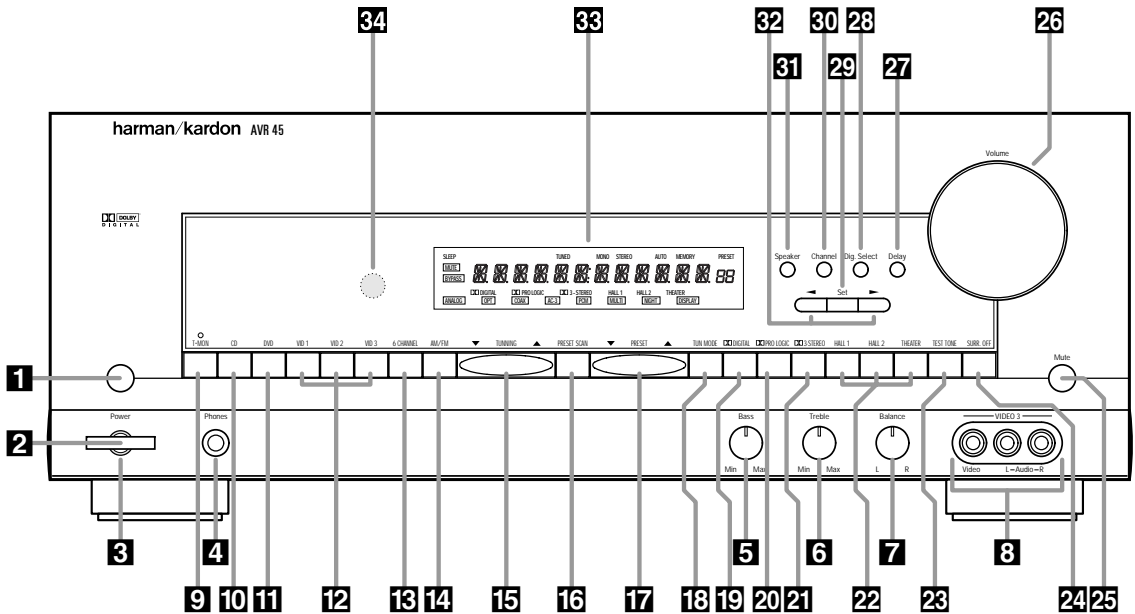 34
33
32
30
28
26
31
29
27
harman/kardon AVR 45
Volume
DOLBY
DIGITAL
SLEEP TUNED MONO STEREO AUTO MEMORY PRESET
MUTE
BYPASS
DIGITAL PRO LOGIC 3-STEREO HALL 1 HALL 2 THEATER
ANALOG OPT COAX AC-3 PCM MULTI NIGHT DISPLAY
Speaker Channel Dig. Select Delay
◄ Set ►
T-MON CD DVD VID 1 VID 2 VID 3 6 CHANNEL AM/FM ▼ TUNNING ▲ PRESET SCAN ▼ PRESET ▲ TUN MODE DIGITAL PRO LOGIC 3-STEREO HALL 1 HALL 2 THEATER TEST TONE SURR. OFF
Mute
1
Power Phones Bass Treble Balance VIDEO 3
2
Min Max Min Max L R Video L–Audio–R
3 4 5 6 7 8
9 10 11 12 13 14 15 16 17 18 19 20 21 22 23 24 25